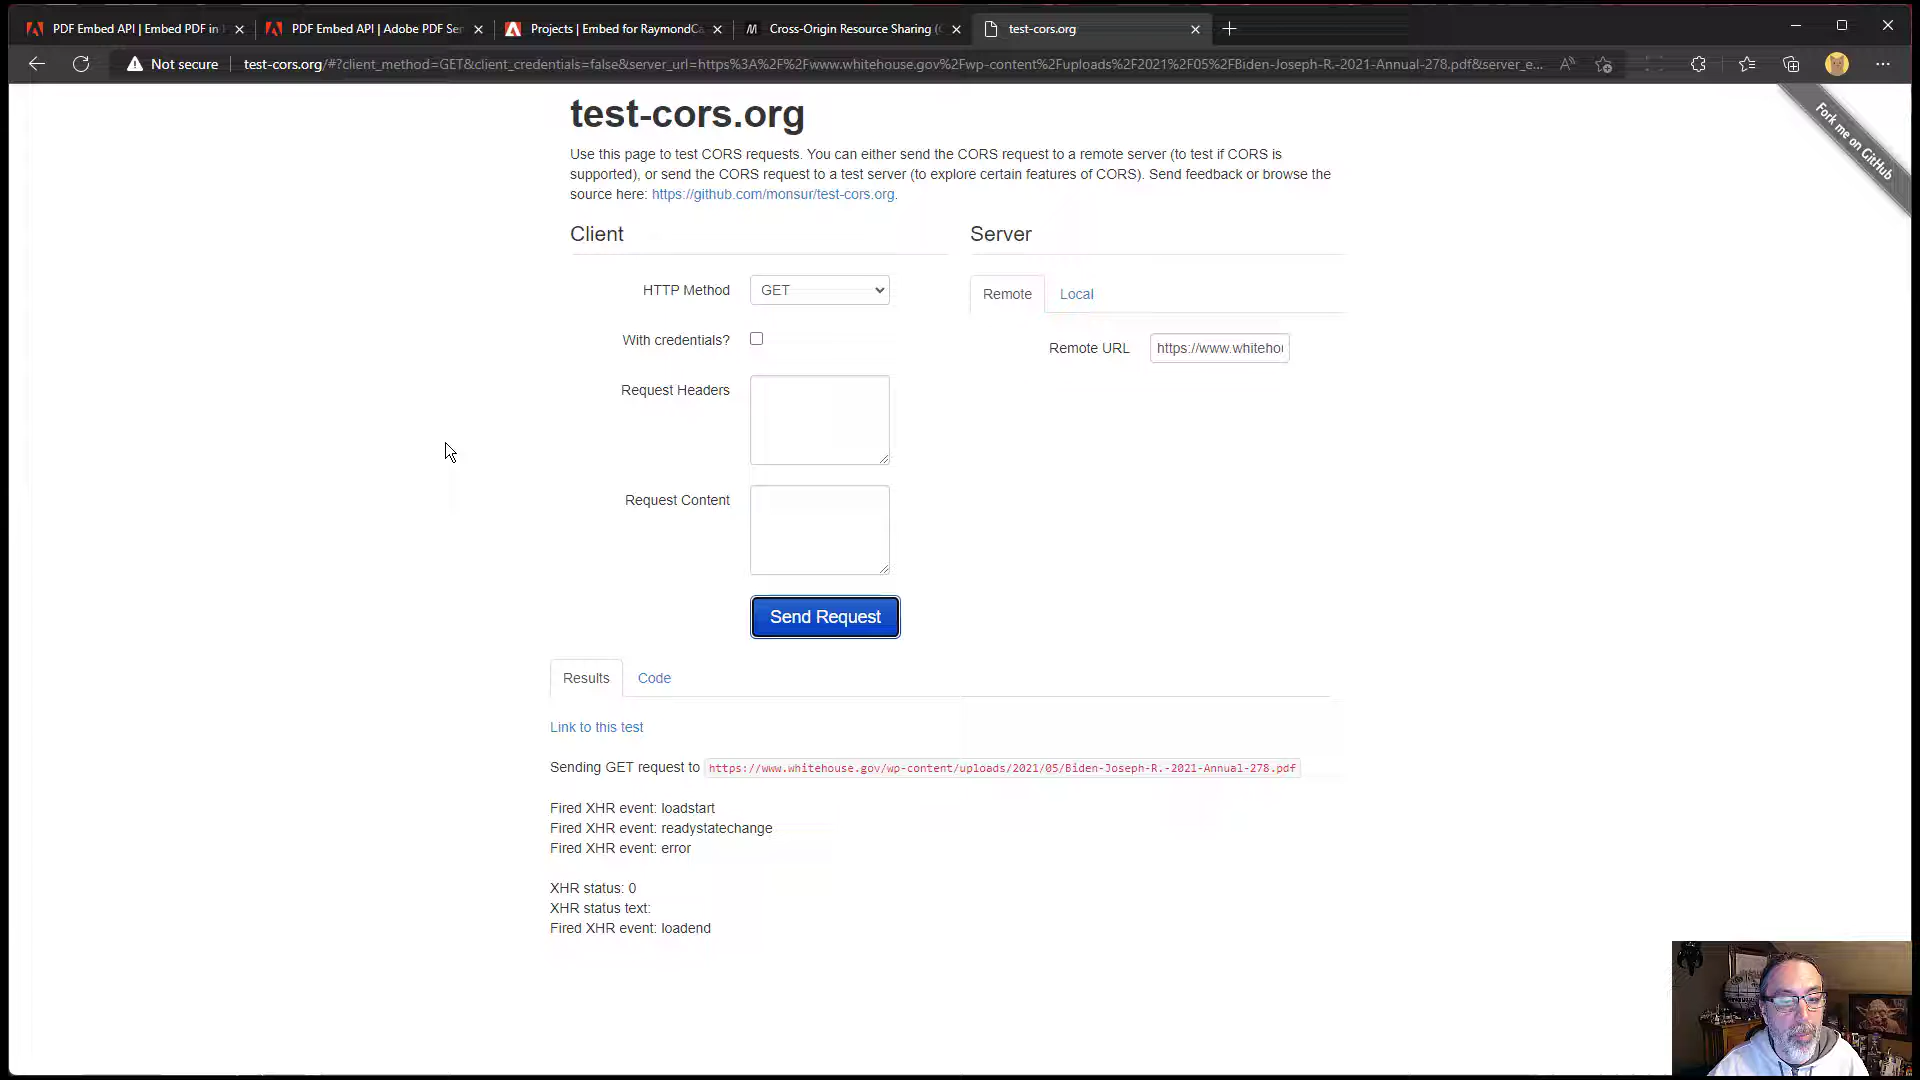 PDF Embed API | Embed PDF in
PDF Embed API | Adobe PDF Ser
Projects | Embed for RaymondCa
Cross-Origin Resource Sharing (
test-cors.org
Not secure
test-cors.org/#?client_method=GET&client_credentials=false&server_url=https%3A%2F%2Fwww.whitehouse.gov%2Fwp-content%2Fuploads%2F2021%2F05%2FBiden-Joseph-R.-2021-Annual-278.pdf&server_e...
Fork me on GitHub
test-cors.org
Use this page to test CORS requests. You can either send the CORS request to a remote server (to test if CORS is
supported), or send the CORS request to a test server (to explore certain features of CORS). Send feedback or browse the
source here: https://github.com/monsur/test-cors.org.
Client
Server
HTTP Method
GET
Remote
Local
With credentials?
Remote URL
https://www.whitehou
Request Headers
Request Content
Send Request
Results
Code
Link to this test
Sending GET request to https://www.whitehouse.gov/wp-content/uploads/2021/05/Biden-Joseph-R.-2021-Annual-278.pdf
Fired XHR event: loadstart
Fired XHR event: readystatechange
Fired XHR event: error
XHR status: 0
XHR status text:
Fired XHR event: loadend